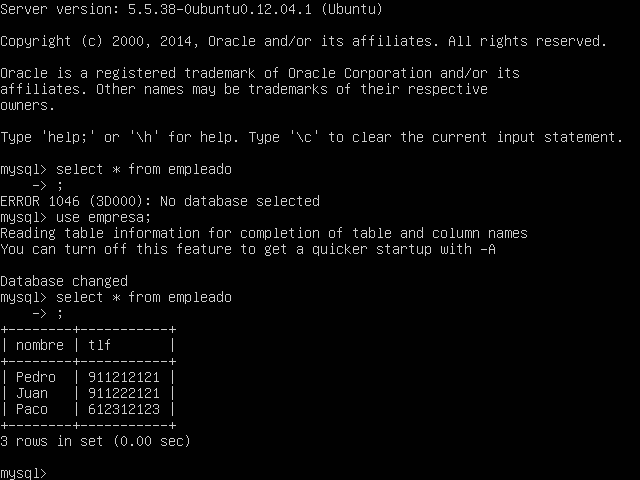 Server version: 5.5.38-0ubuntu0.12.04.1 (Ubuntu)
Copyright (c) 2000, 2014, Oracle and/or its affiliates. All rights reserved.
Oracle is a registered trademark of Oracle Corporation and/or its
affiliates. Other names may be trademarks of their respective
owners.
Type 'help;' or '\h' for help. Type '\c' to clear the current input statement.
mysql> select * from empleado
    -> ;
ERROR 1046 (3D000): No database selected
mysql> use empresa;
Reading table information for completion of table and column names
You can turn off this feature to get a quicker startup with -A
Database changed
mysql> select * from empleado
    -> ;
+--------+-----------+
| nombre | tlf       |
+--------+-----------+
| Pedro  | 911212121 |
| Juan   | 911222121 |
| Paco   | 612312123 |
+--------+-----------+
3 rows in set (0.00 sec)
mysql>